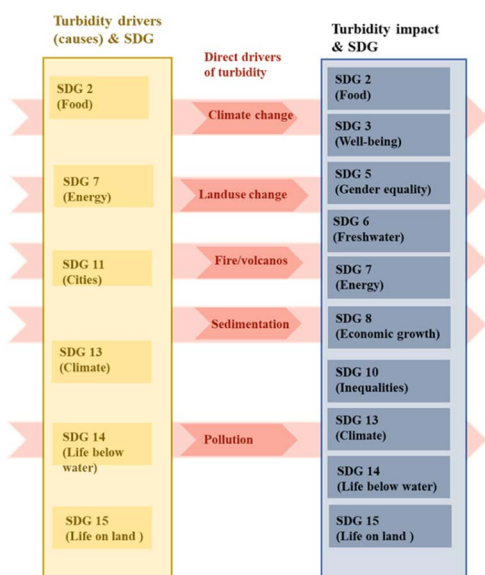 Turbidity drivers
(causes) & SDG
SDG 2
(Food)
SDG 7
(Energy)
SDG 11
(Cities)
SDG 13
(Climate)
SDG 14
(Life below
water)
SDG 15
(Life on land )
Direct drivers
of turbidity
Climate change
Landuse change
Fire/volcanos
Sedimentation
Pollution
Turbidity impact
& SDG
SDG 2
(Food)
SDG 3
(Well-being)
SDG 5
(Gender equality)
SDG 6
(Freshwater)
SDG 7
(Energy)
SDG 8
(Economic growth)
SDG 10
(Inequalities)
SDG 13
(Climate)
SDG 14
(Life below water)
SDG 15
(Life on land )